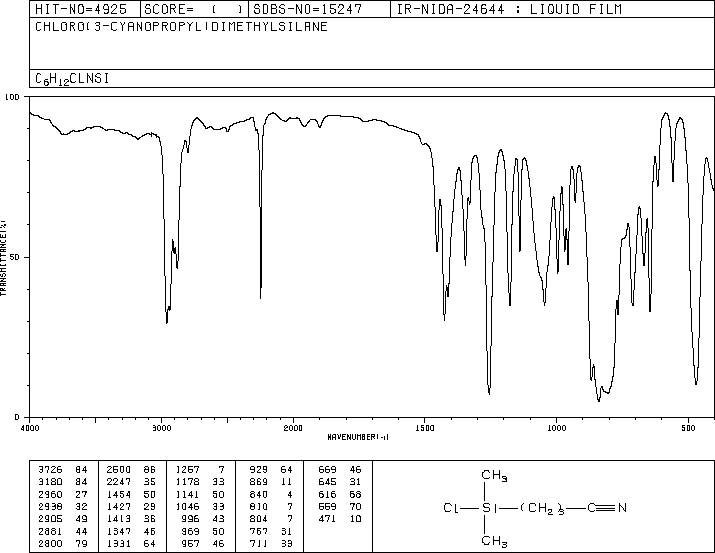 HIT-NO=4925 SCORE= ( ) SDBS-NO=15247 IR-NIDA-24644 : LIQUID FILM
CHLORO(3-CYANOPROPYL)DIMETHYLSILANE
C6H12CLNSI
100
50
0
TRANSMITTANCE(%)
4000 3000 2000 1500 1000 500
WAVENUMBER(-1)
3726 84 2500 86 1257 7 929 64 669 46
3180 84 2247 35 1178 33 869 11 645 31
2960 27 1454 50 1141 50 840 4 616 68
2938 32 1427 29 1046 33 810 7 559 70
2905 49 1413 36 996 43 804 7 471 10
2881 44 1347 46 969 50 767 31
2800 79 1331 64 957 46 711 33
CH3
Cl Si (CH2)3 C N
CH3